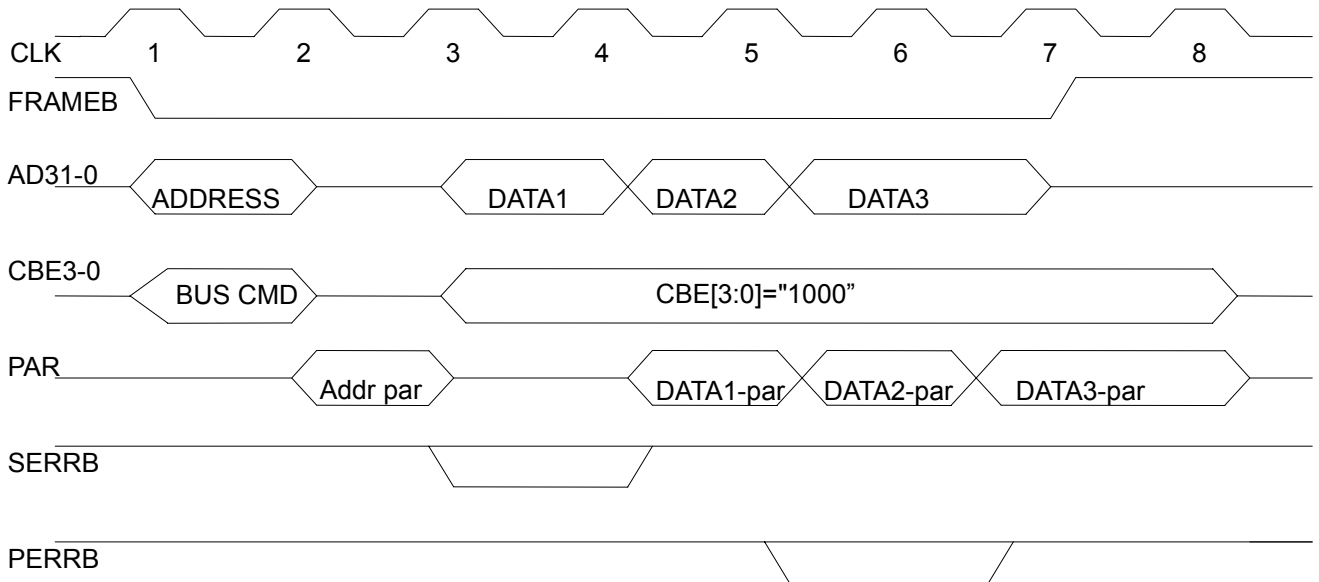 CLK 1 2 3 4 5 6 7 8
FRAMEB
AD31-0 ADDRESS DATA1 DATA2 DATA3
CBE3-0 BUS CMD CBE[3:0]="1000”
PAR Addr par DATA1-par DATA2-par DATA3-par
SERRB
PERRB